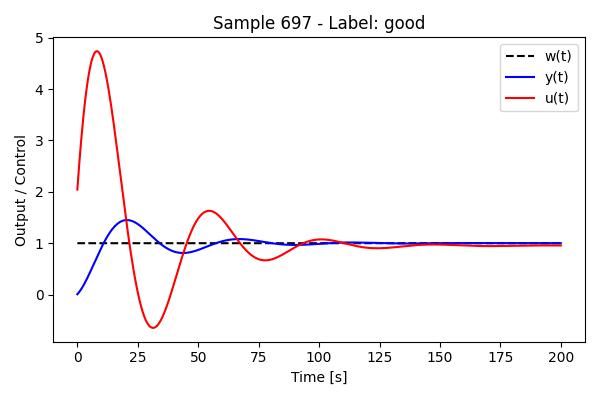 Sample 697 - Label: good
Output / Control
5
4
3
2
1
0
w(t)
y(t)
u(t)
0 25 50 75 100 125 150 175 200
Time [s]